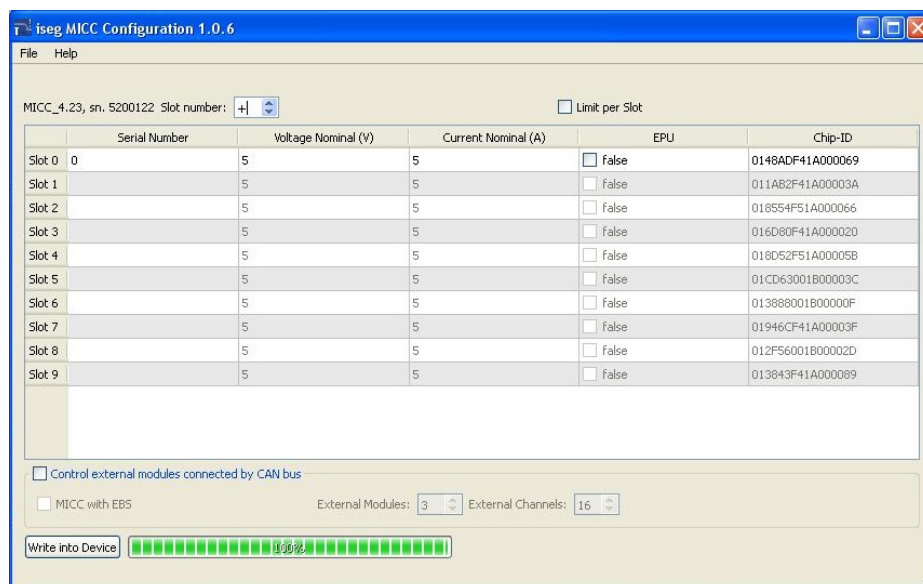 iseg MICC Configuration 1.0.6
File Help
MICC_4.23, sn. 5200122 Slot number: + Limit per Slot
Serial Number Voltage Nominal (V) Current Nominal (A) EPU Chip-ID
Slot 0 0 5 5 false 0148ADF41A000069
Slot 1 5 5 false 011AB2F41A00003A
Slot 2 5 5 false 018554F51A000066
Slot 3 5 5 false 016D80F41A000020
Slot 4 5 5 false 018D52F51A00005B
Slot 5 5 5 false 01CD63001B00003C
Slot 6 5 5 false 013888001B00000F
Slot 7 5 5 false 01946CF41A00003F
Slot 8 5 5 false 012F56001B00002D
Slot 9 5 5 false 013843F41A000089
Control external modules connected by CAN bus
MICC with EBS External Modules: 3 External Channels: 16
Write into Device 100%